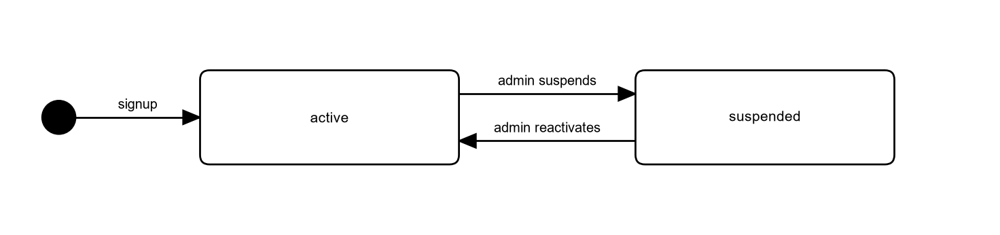 signup
active
admin suspends
admin reactivates
suspended